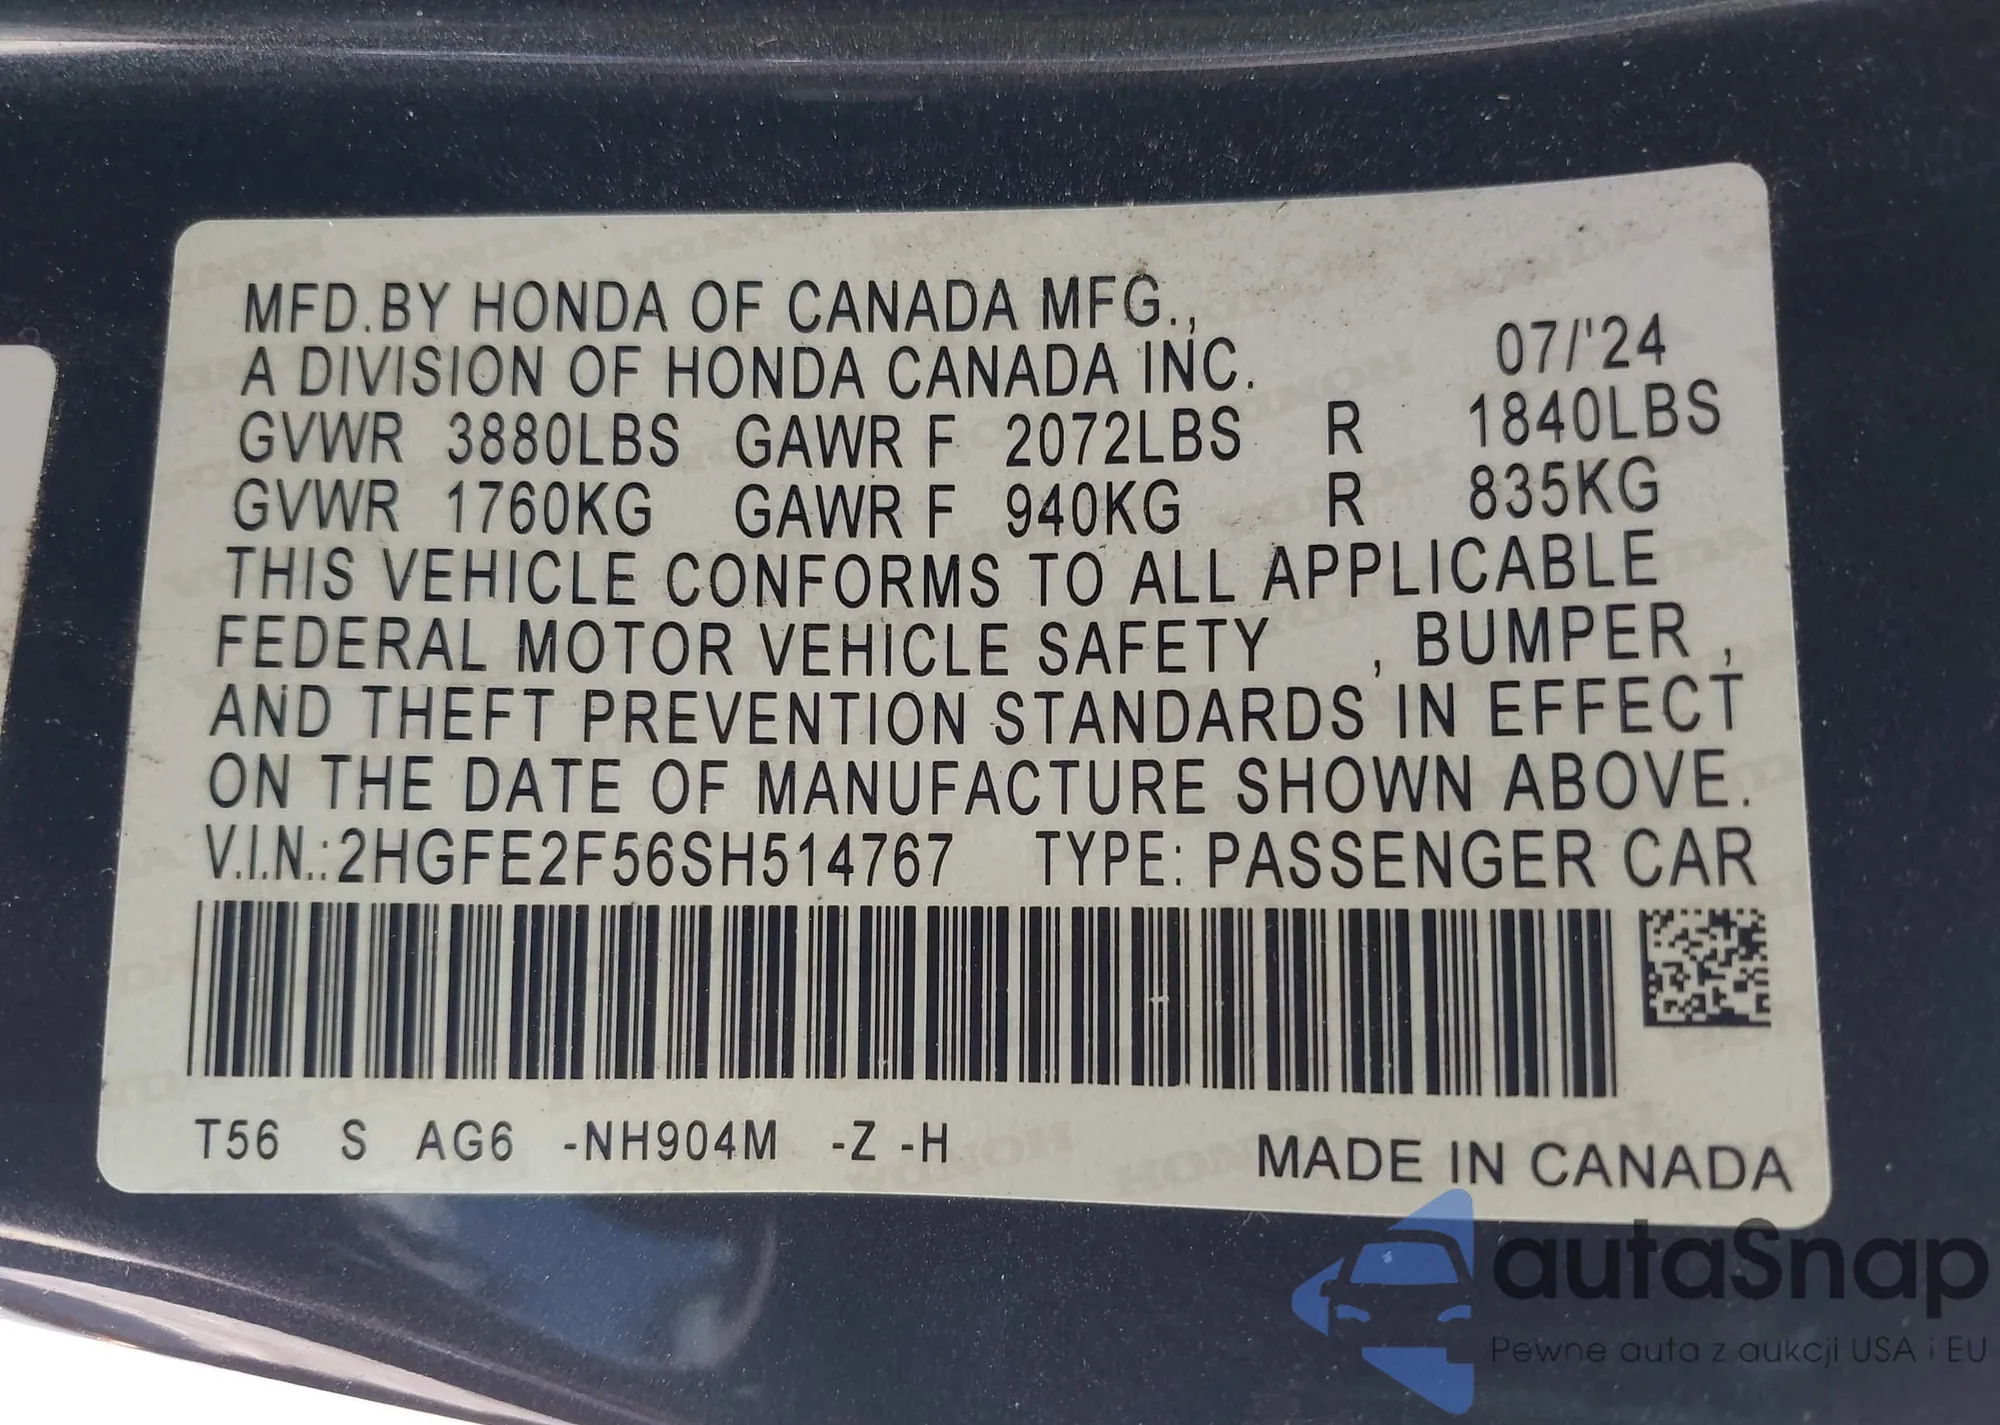 MFD.BY HONDA OF CANADA MFG.,
A DIVISION OF HONDA CANADA INC. 07/'24
GVWR 3880LBS GAWR F 2072LBS R 1840LBS
GVWR 1760KG GAWR F 940KG R 835KG
THIS VEHICLE CONFORMS TO ALL APPLICABLE
FEDERAL MOTOR VEHICLE SAFETY , BUMPER ,
AND THEFT PREVENTION STANDARDS IN EFFECT
ON THE DATE OF MANUFACTURE SHOWN ABOVE.
V.I.N.:2HGFE2F56SH514767 TYPE: PASSENGER CAR
T56 S AG6 -NH904M -Z -H
MADE IN CANADA
autaSnap
Pewne auta z aukcji USA i EU